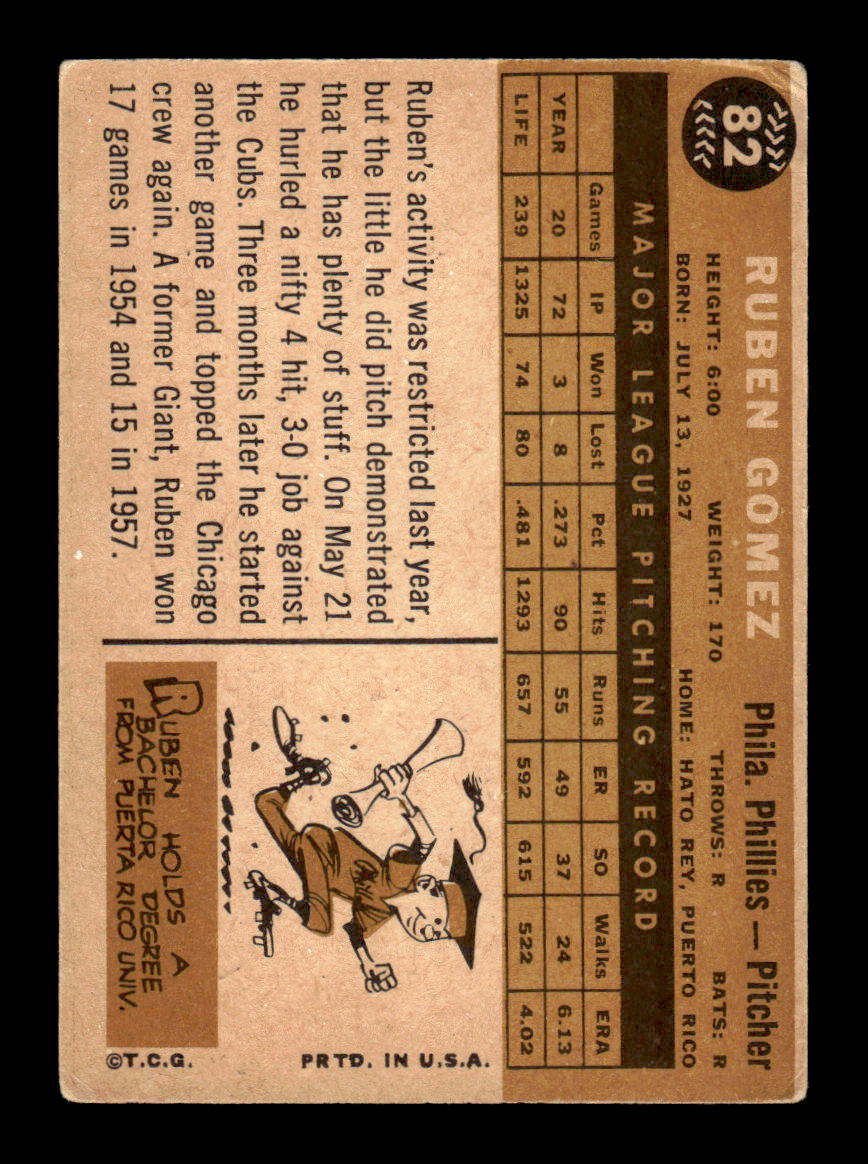 82
RUBEN GOMEZ Phila. Phillies — Pitcher
HEIGHT: 6:00 WEIGHT: 170 THROWS: R BATS: R
BORN: JULY 13, 1927 HOME: HATO REY, PUERTO RICO
MAJOR LEAGUE PITCHING RECORD
Games IP Won Lost Pct Hits Runs ER SO Walks ERA
YEAR 20 72 3 8 .273 90 55 49 37 24 6.13
LIFE 239 1325 74 80 .481 1293 657 592 615 522 4.02
Ruben's activity was restricted last year,
but the little he did pitch demonstrated
that he has plenty of stuff. On May 21
he hurled a nifty 4 hit, 3-0 job against
the Cubs. Three months later he started
another game and topped the Chicago
crew again. A former Giant, Ruben won
17 games in 1954 and 15 in 1957.
RUBEN HOLDS A
BACHELOR DEGREE
FROM PUERTA RICO UNIV.
PRTD. IN U.S.A.
©T.C.G.